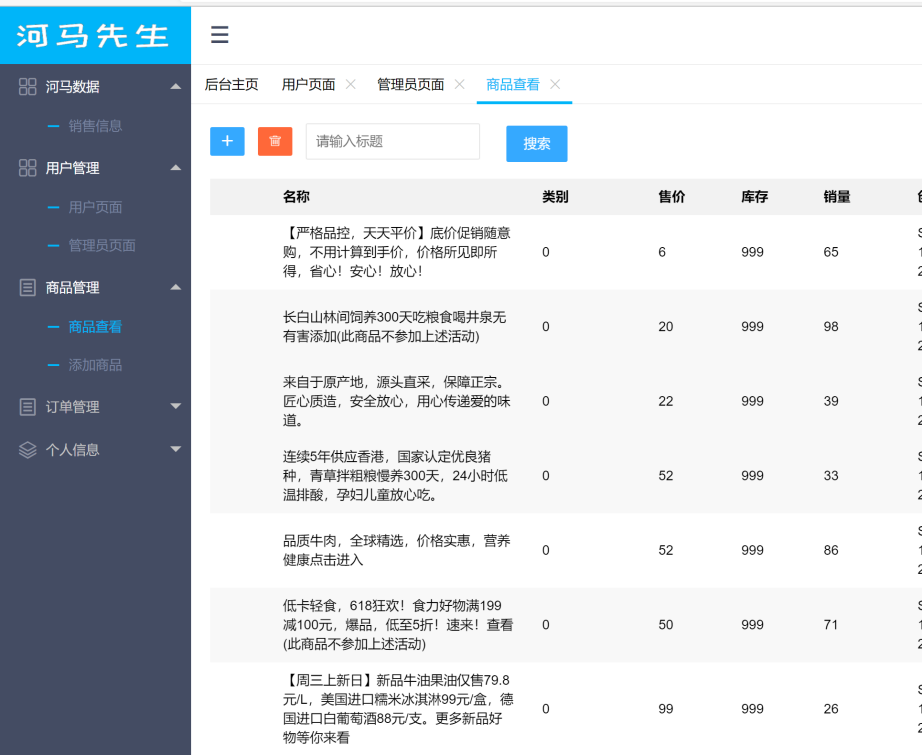 河马先生
河马数据
销售信息
用户管理
用户页面
管理员页面
商品管理
商品查看
添加商品
订单管理
个人信息
后台主页 用户页面 管理员页面 商品查看
请输入标题 搜索
名称 类别 售价 库存 销量
【严格品控，天天平价】底价促销随意
购，不用计算到手价，价格所见即所
得，省心！安心！放心！
0 6 999 65
长白山林间饲养300天吃粮食喝井泉无
有害添加(此商品不参加上述活动)
0 20 999 98
来自于原产地，源头直采，保障正宗。
匠心质造，安全放心，用心传递爱的味
道。
0 22 999 39
连续5年供应香港，国家认定优良猪
种，青草拌粗粮慢养300天，24小时低
温排酸，孕妇儿童放心吃。
0 52 999 33
品质牛肉，全球精选，价格实惠，营养
健康点击进入
0 52 999 86
低卡轻食，618狂欢！食力好物满199
减100元，爆品，低至5折！速来！查看
(此商品不参加上述活动)
0 50 999 71
【周三上新日】新品牛油果油仅售79.8
元/L，美国进口糯米冰淇淋99元/盒，德
国进口白葡萄酒88元/支。更多新品好
物等你来看
0 99 999 26